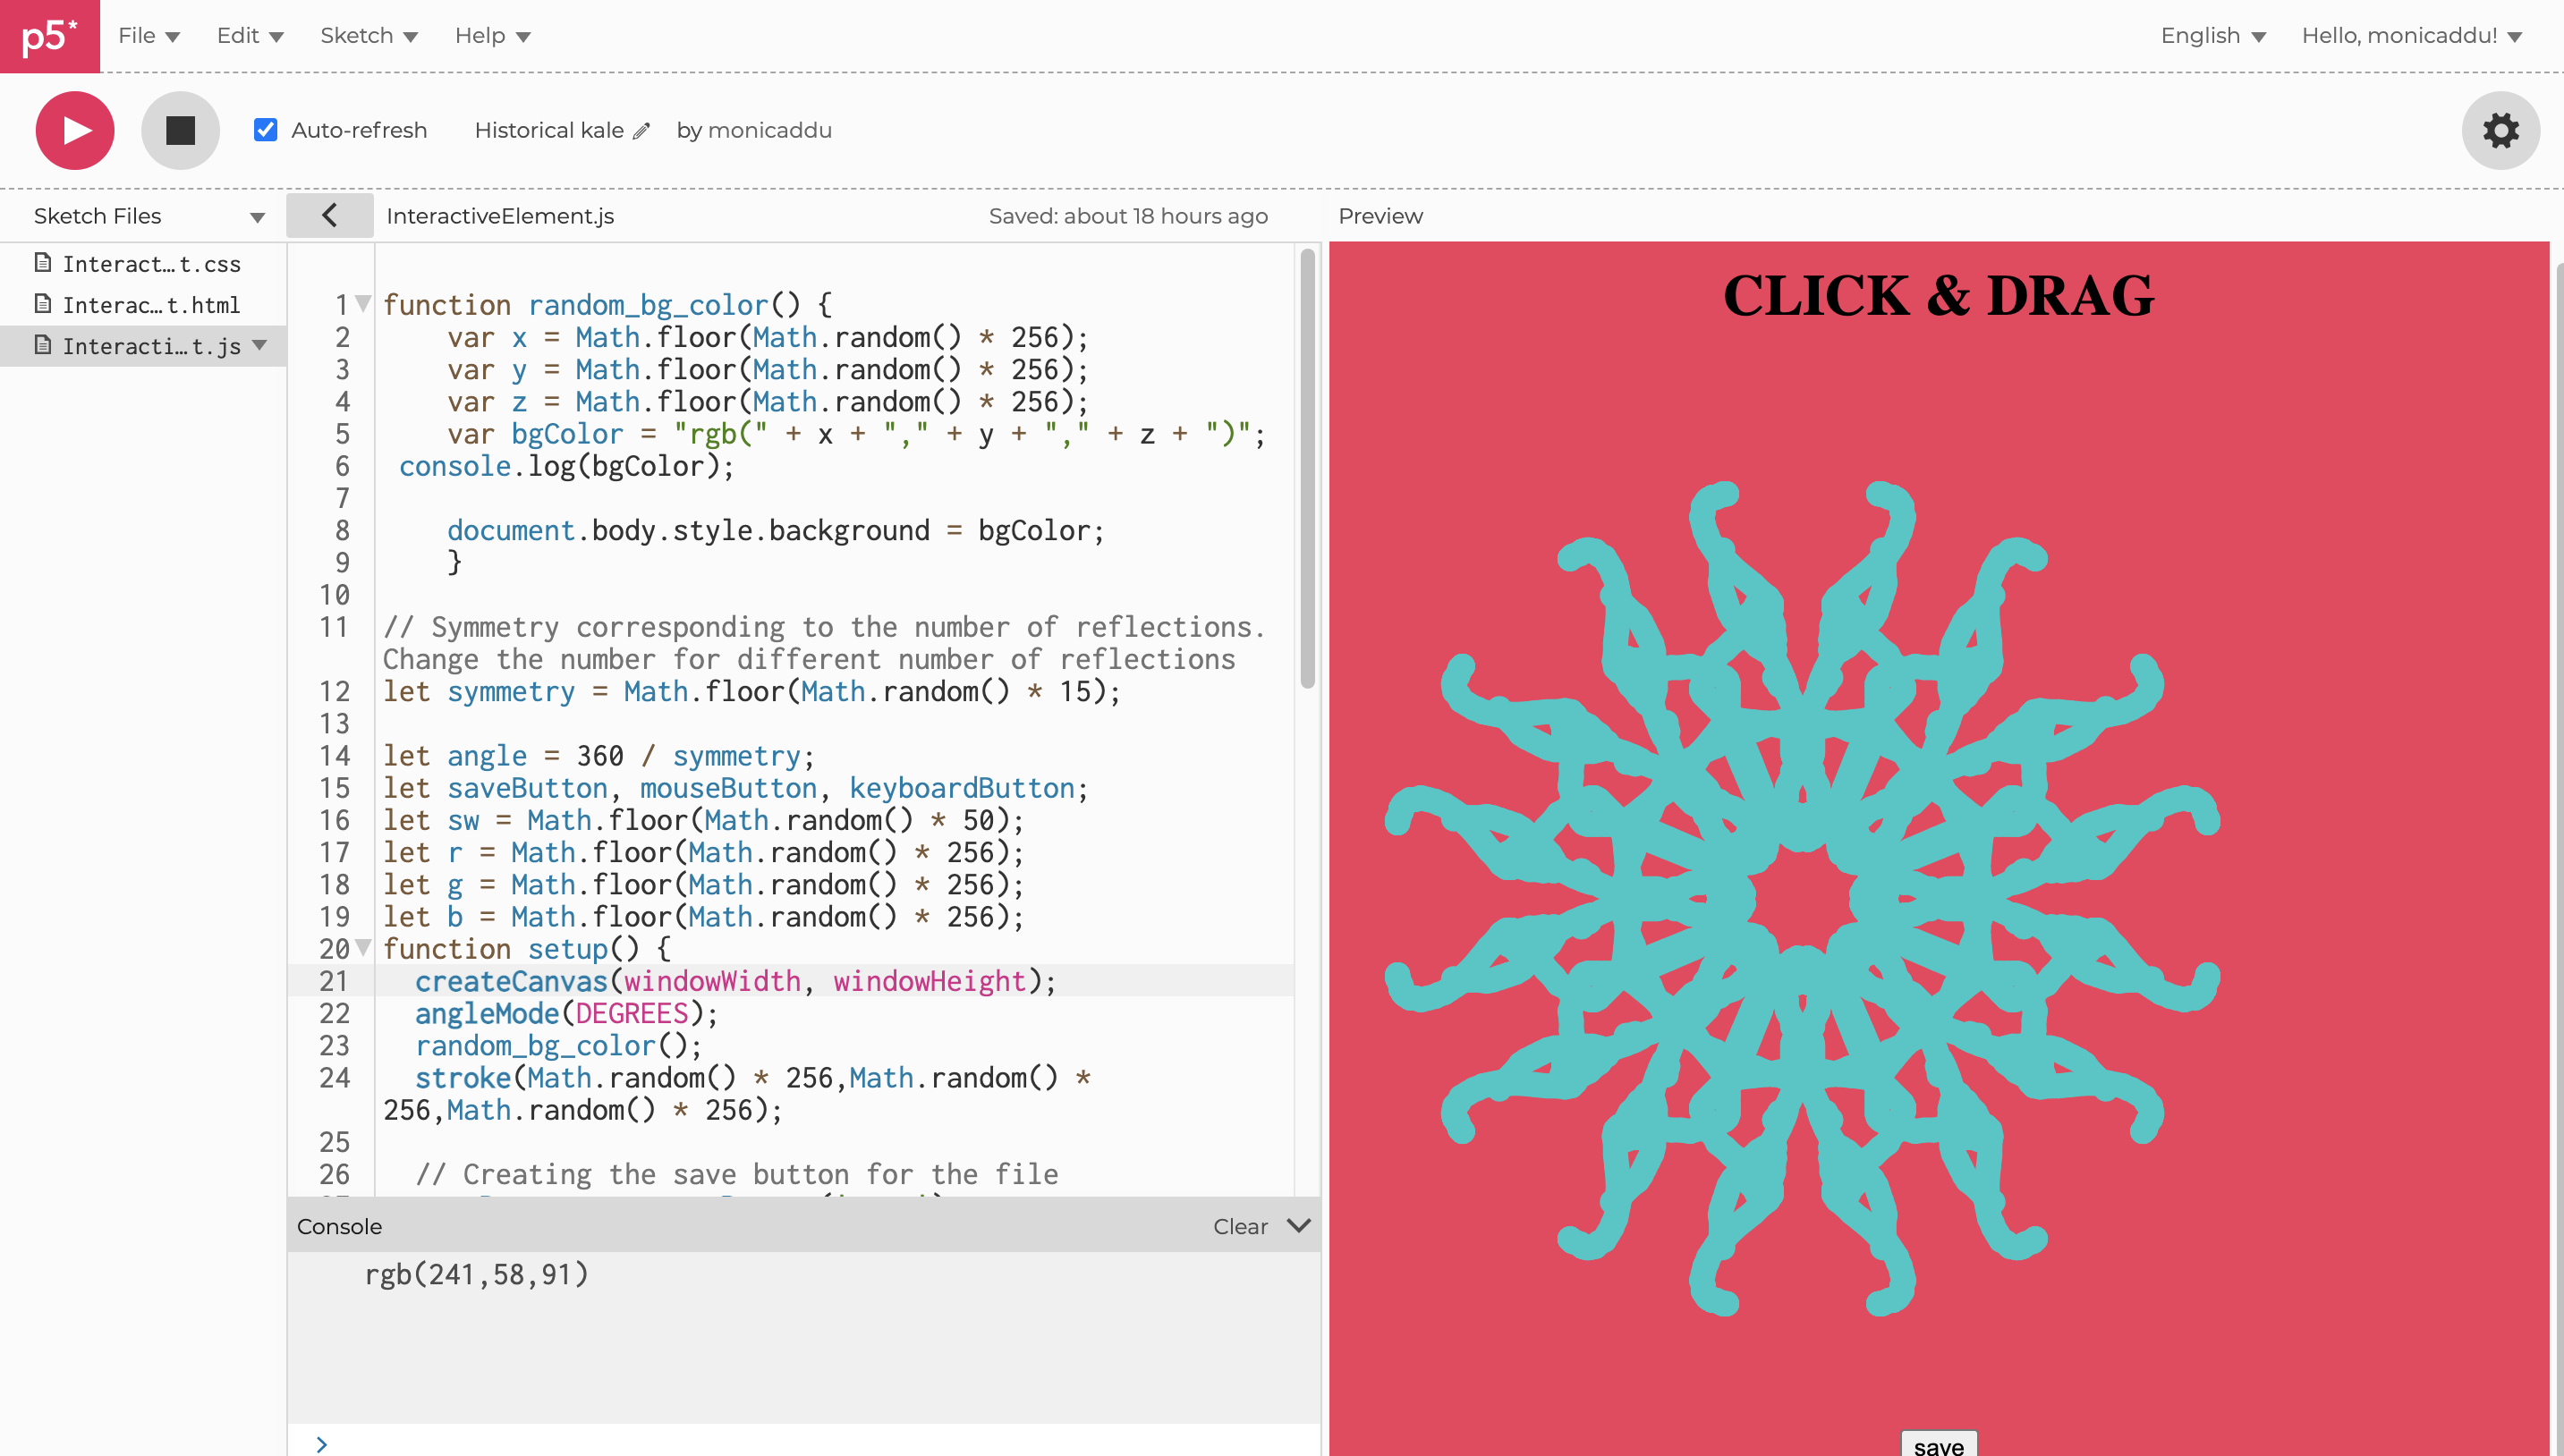 p5* File Edit Sketch Help English Hello, monicaddu!
Auto-refresh Historical kale by monicaddu
Sketch Files InteractiveElement.js Saved: about 18 hours ago Preview
Interact...t.css
Interac...t.html
Interacti...t.js
CLICK & DRAG
1 function random_bg_color() {
2 var x = Math.floor(Math.random() * 256);
3 var y = Math.floor(Math.random() * 256);
4 var z = Math.floor(Math.random() * 256);
5 var bgColor = "rgb(" + x + "," + y + "," + z + ")";
6 console.log(bgColor);
7
8 document.body.style.background = bgColor;
9 }
10
11 // Symmetry corresponding to the number of reflections.
Change the number for different number of reflections
12 let symmetry = Math.floor(Math.random() * 15);
13
14 let angle = 360 / symmetry;
15 let saveButton, mouseButton, keyboardButton;
16 let sw = Math.floor(Math.random() * 50);
17 let r = Math.floor(Math.random() * 256);
18 let g = Math.floor(Math.random() * 256);
19 let b = Math.floor(Math.random() * 256);
20 function setup() {
21 createCanvas(windowWidth, windowHeight);
22 angleMode(DEGREES);
23 random_bg_color();
24 stroke(Math.random() * 256,Math.random() *
256,Math.random() * 256);
25
26 // Creating the save button for the file
Console Clear
rgb(241,58,91)
>
save